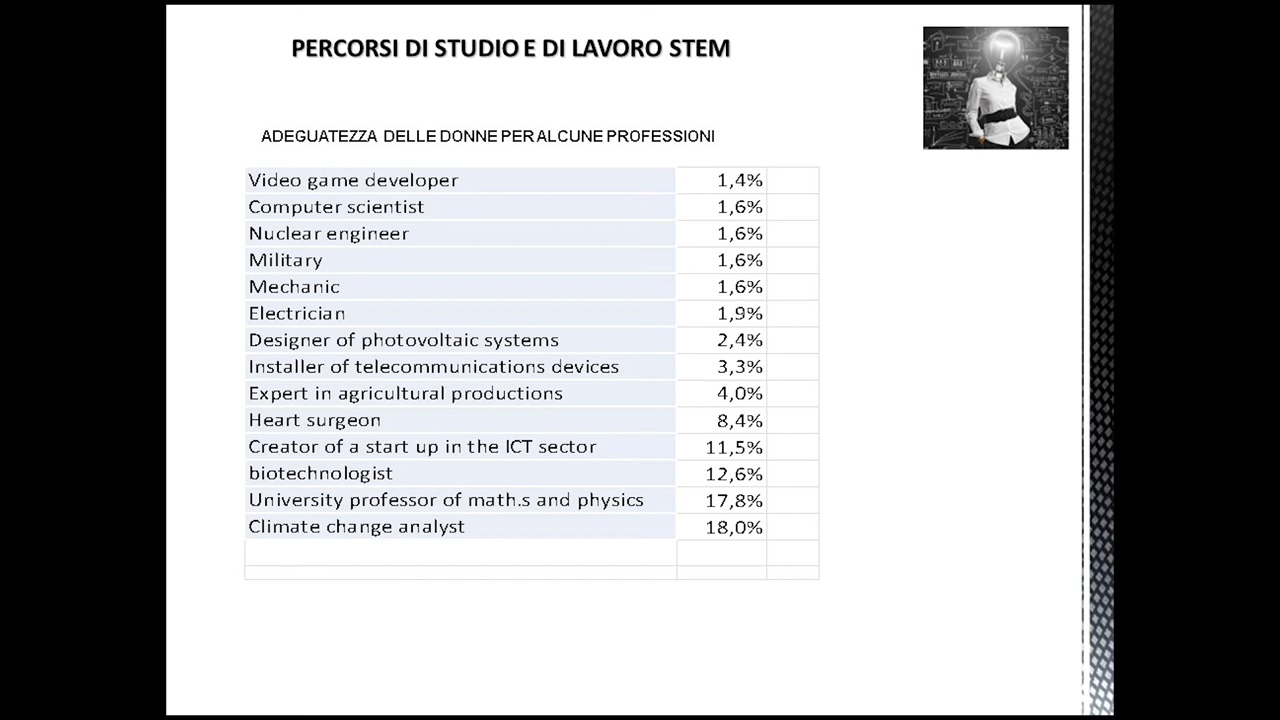 PERCORSI DI STUDIO E DI LAVORO STEM
ADEGUATEZZA DELLE DONNE PER ALCUNE PROFESSIONI
Video game developer 1,4%
Computer scientist 1,6%
Nuclear engineer 1,6%
Military 1,6%
Mechanic 1,6%
Electrician 1,9%
Designer of photovoltaic systems 2,4%
Installer of telecommunications devices 3,3%
Expert in agricultural productions 4,0%
Heart surgeon 8,4%
Creator of a start up in the ICT sector 11,5%
biotechnologist 12,6%
University professor of math.s and physics 17,8%
Climate change analyst 18,0%